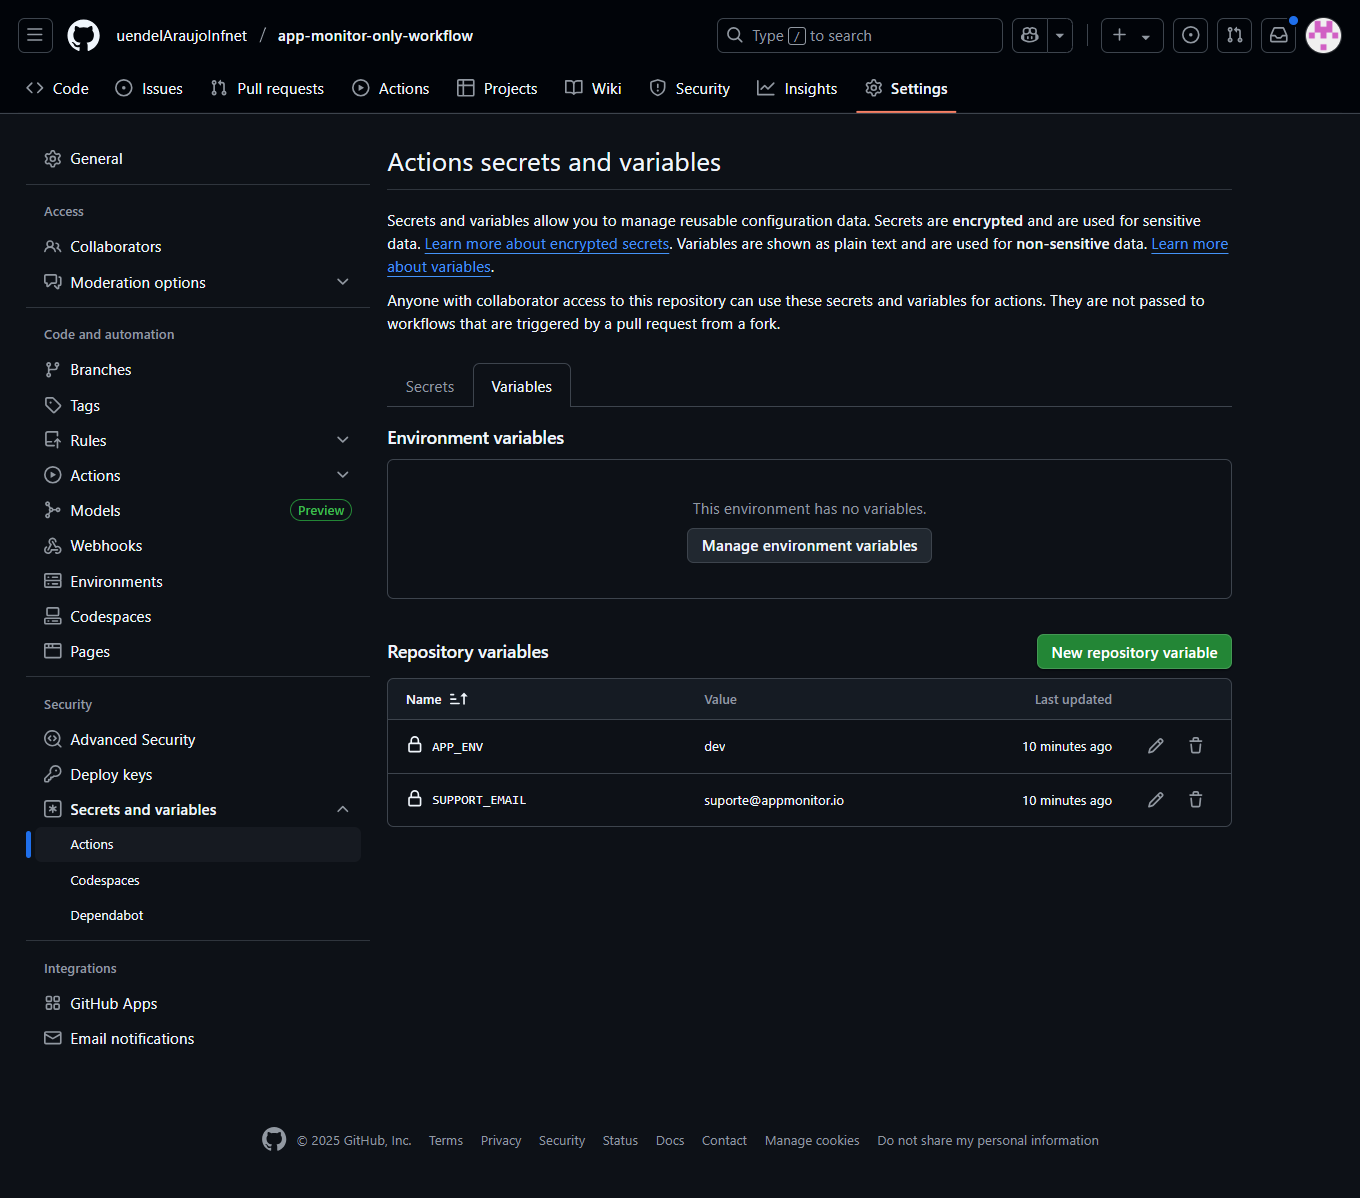 uendelAraujoInfnet / app-monitor-only-workflow
Type / to search
Code
Issues
Pull requests
Actions
Projects
Wiki
Security
Insights
Settings
General
Access
Collaborators
Moderation options
Code and automation
Branches
Tags
Rules
Actions
Models Preview
Webhooks
Environments
Codespaces
Pages
Security
Advanced Security
Deploy keys
Secrets and variables
Actions
Codespaces
Dependabot
Integrations
GitHub Apps
Email notifications
Actions secrets and variables
Secrets and variables allow you to manage reusable configuration data. Secrets are encrypted and are used for sensitive
data. Learn more about encrypted secrets. Variables are shown as plain text and are used for non-sensitive data. Learn more
about variables.
Anyone with collaborator access to this repository can use these secrets and variables for actions. They are not passed to
workflows that are triggered by a pull request from a fork.
Secrets
Variables
Environment variables
This environment has no variables.
Manage environment variables
Repository variables
New repository variable
Name Value Last updated
APP_ENV dev 10 minutes ago
SUPPORT_EMAIL suporte@appmonitor.io 10 minutes ago
© 2025 GitHub, Inc. Terms Privacy Security Status Docs Contact Manage cookies Do not share my personal information